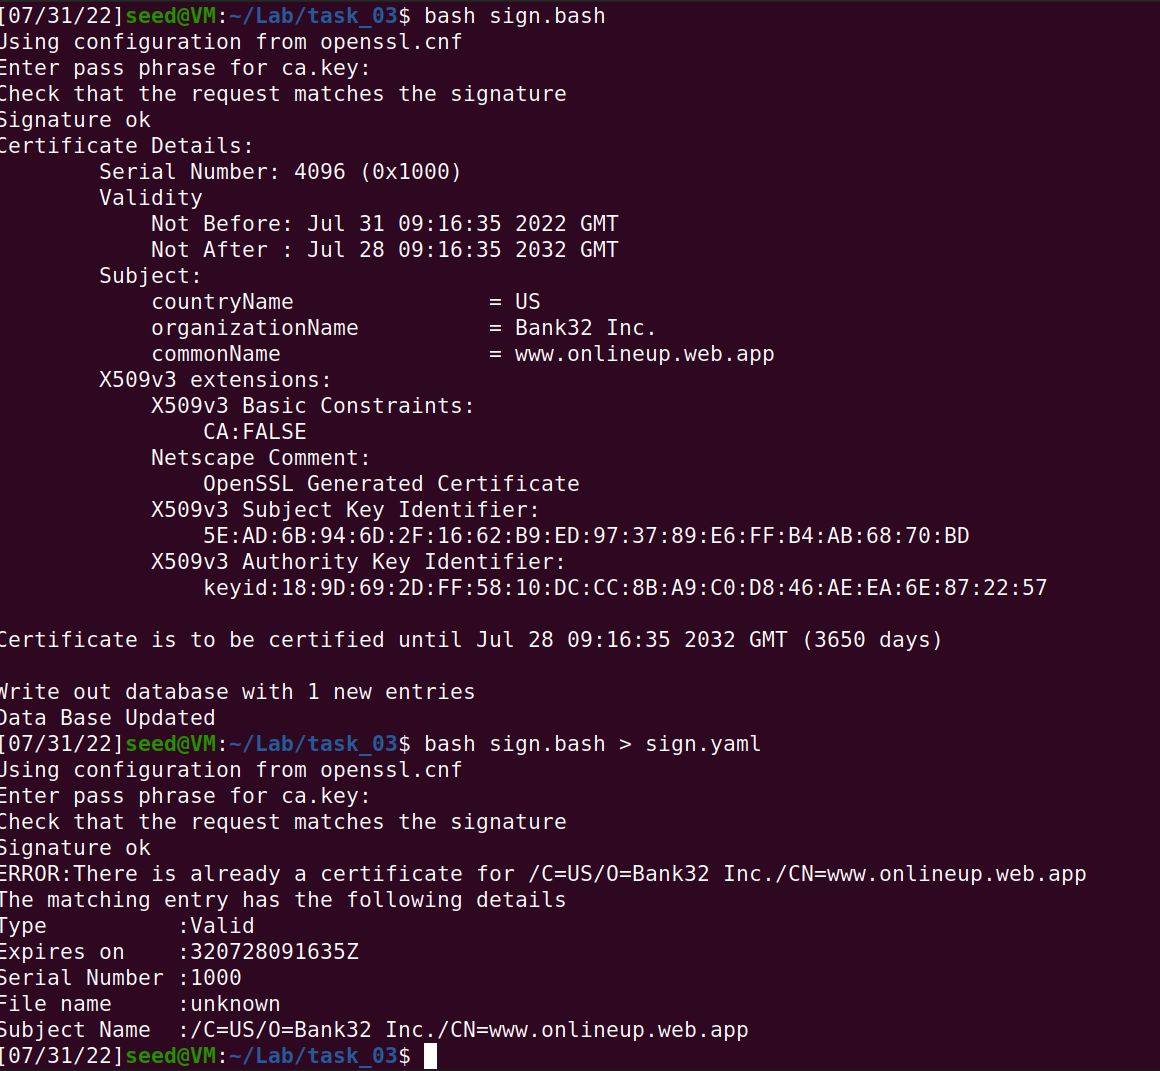 [07/31/22]seed@VM:~/Lab/task_03$ bash sign.bash
Using configuration from openssl.cnf
Enter pass phrase for ca.key:
Check that the request matches the signature
Signature ok
Certificate Details:
        Serial Number: 4096 (0x1000)
        Validity
            Not Before: Jul 31 09:16:35 2022 GMT
            Not After : Jul 28 09:16:35 2032 GMT
        Subject:
            countryName               = US
            organizationName          = Bank32 Inc.
            commonName                = www.onlineup.web.app
        X509v3 extensions:
            X509v3 Basic Constraints:
                CA:FALSE
            Netscape Comment:
                OpenSSL Generated Certificate
            X509v3 Subject Key Identifier:
                5E:AD:6B:94:6D:2F:16:62:B9:ED:97:37:89:E6:FF:B4:AB:68:70:BD
            X509v3 Authority Key Identifier:
                keyid:18:9D:69:2D:FF:58:10:DC:CC:8B:A9:C0:D8:46:AE:EA:6E:87:22:57

Certificate is to be certified until Jul 28 09:16:35 2032 GMT (3650 days)

Write out database with 1 new entries
Data Base Updated
[07/31/22]seed@VM:~/Lab/task_03$ bash sign.bash > sign.yaml
Using configuration from openssl.cnf
Enter pass phrase for ca.key:
Check that the request matches the signature
Signature ok
ERROR:There is already a certificate for /C=US/O=Bank32 Inc./CN=www.onlineup.web.app
The matching entry has the following details
Type          :Valid
Expires on    :320728091635Z
Serial Number :1000
File name     :unknown
Subject Name  :/C=US/O=Bank32 Inc./CN=www.onlineup.web.app
[07/31/22]seed@VM:~/Lab/task_03$